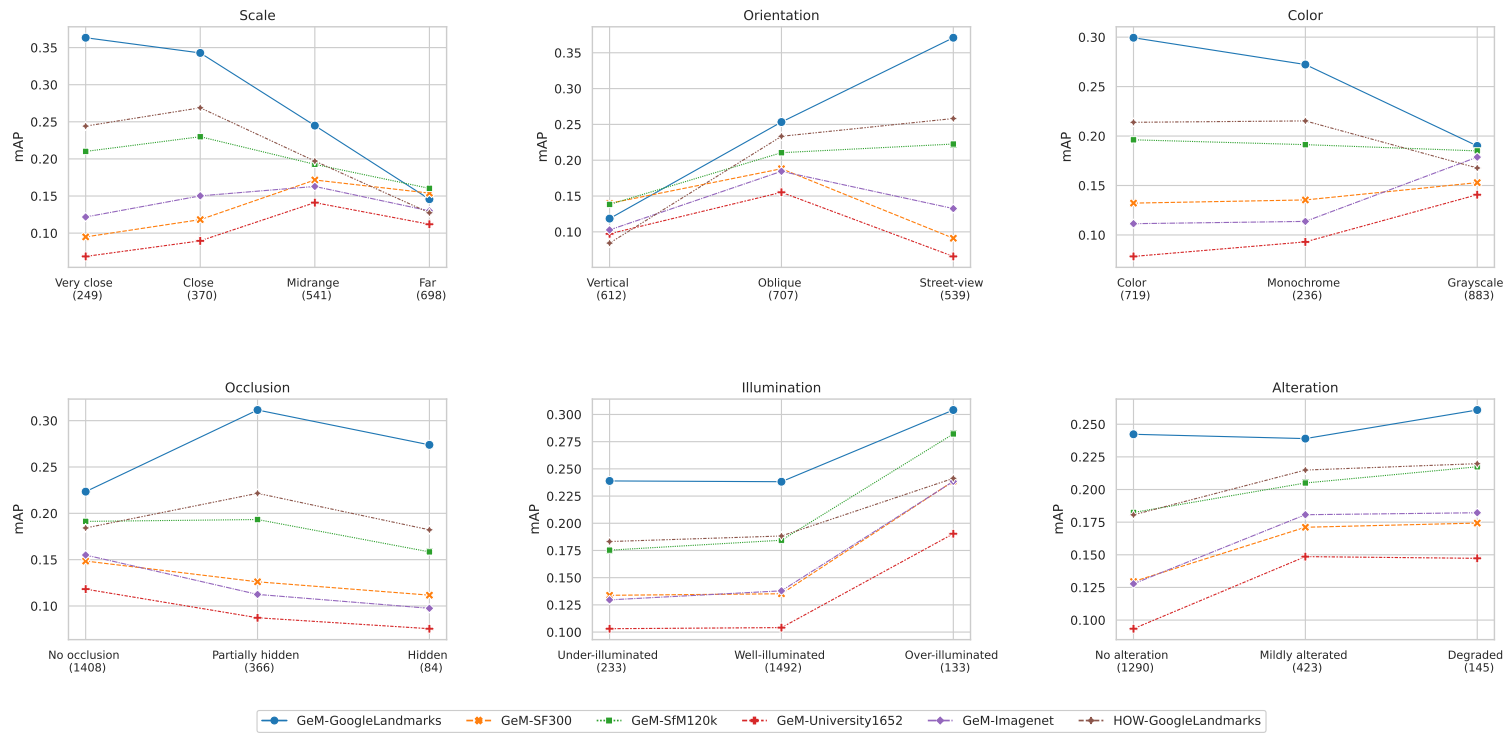 Scale
mAP
0.35
0.30
0.25
0.20
0.15
0.10
Very close Close Midrange Far
(249) (370) (541) (698)
Orientation
mAP
0.35
0.30
0.25
0.20
0.15
0.10
Vertical Oblique Street-view
(612) (707) (539)
Color
mAP
0.30
0.25
0.20
0.15
0.10
Color Monochrome Grayscale
(719) (236) (883)
Occlusion
mAP
0.30
0.25
0.20
0.15
0.10
No occlusion Partially hidden Hidden
(1408) (366) (84)
Illumination
mAP
0.300
0.275
0.250
0.225
0.200
0.175
0.150
0.125
0.100
Under-illuminated Well-illuminated Over-illuminated
(233) (1492) (133)
Alteration
mAP
0.250
0.225
0.200
0.175
0.150
0.125
0.100
No alteration Mildly alterated Degraded
(1290) (423) (145)
GeM-GoogleLandmarks GeM-SF300 GeM-SfM120k GeM-University1652 GeM-Imagenet HOW-GoogleLandmarks